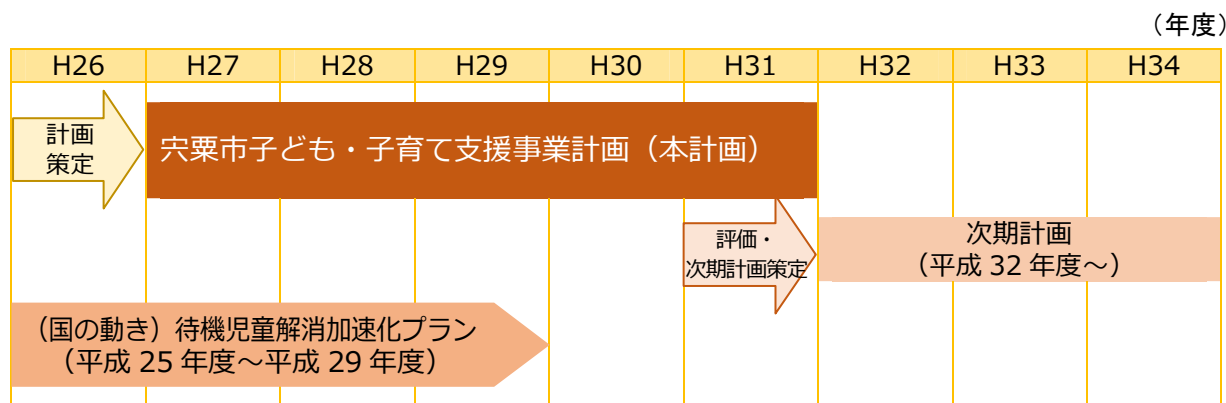 （年度）
H26 H27 H28 H29 H30 H31 H32 H33 H34
計画
策定
宍粟市子ども・子育て支援事業計画（本計画）
評価・
次期計画策定
次期計画
（平成 32 年度～）
（国の動き）待機児童解消加速化プラン
（平成 25 年度～平成 29 年度）